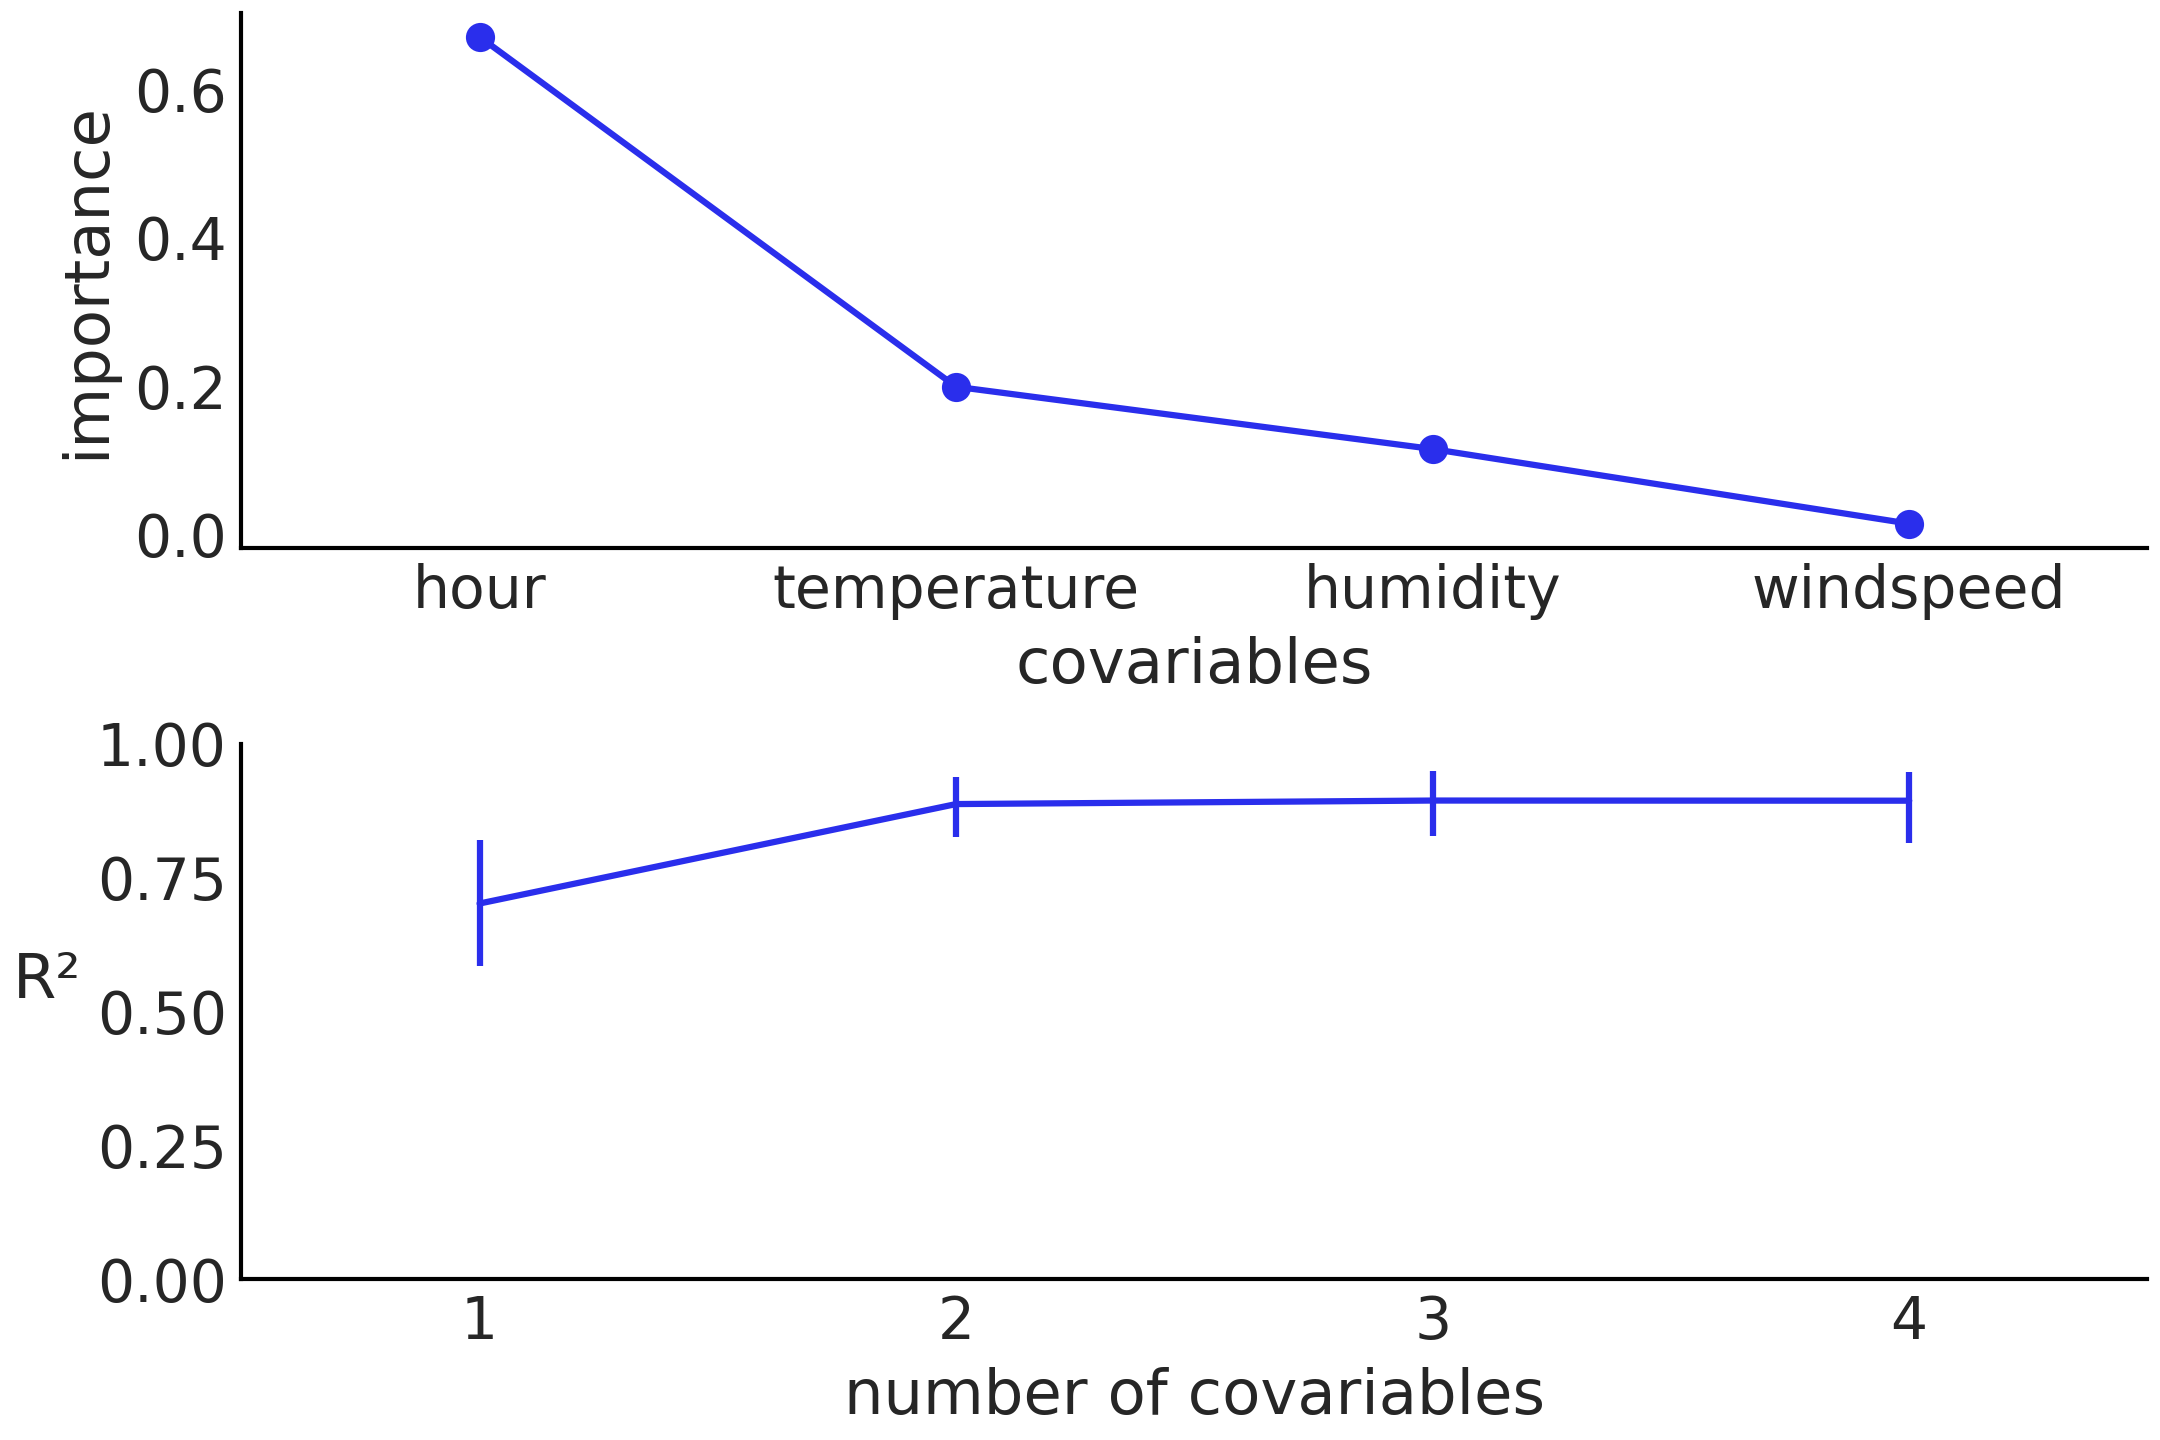 importance
0.6
0.4
0.2
0.0
hour temperature humidity windspeed
covariables
R²
1.00
0.75
0.50
0.25
0.00
1 2 3 4
number of covariables